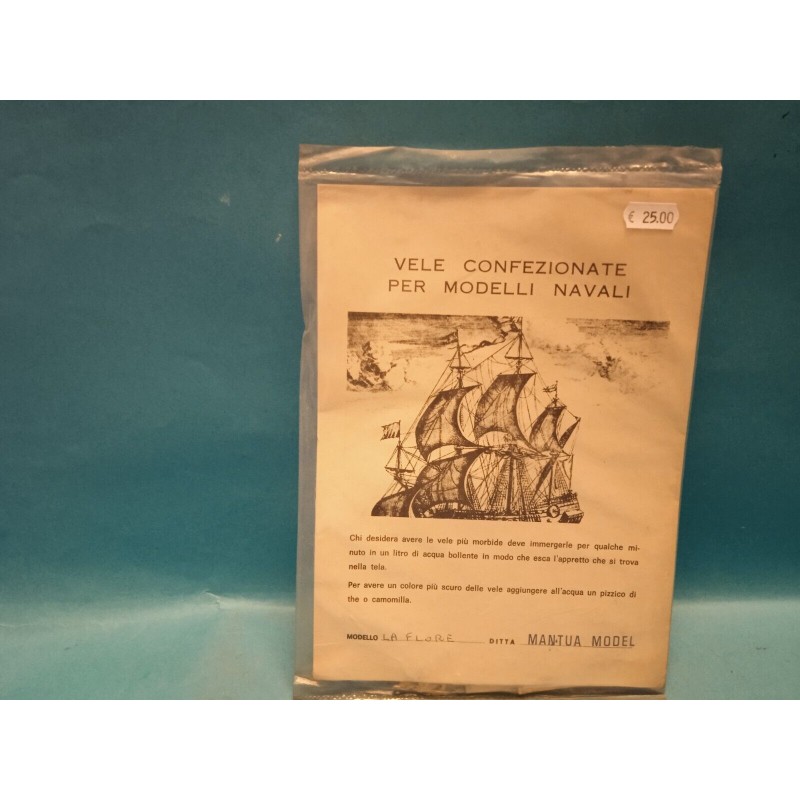 € 25.00
VELE CONFEZIONATE
PER MODELLI NAVALI
Chi desidera avere le vele più morbide deve immergerle per qualche mi-
nuto in un litro di acqua bollente in modo che esca l'appretto che si trova
nella tela.
Per avere un colore più scuro delle vele aggiungere all'acqua un pizzico di
the o camomilla.
MODELLO LA FLORE DITTA MANTUA MODEL